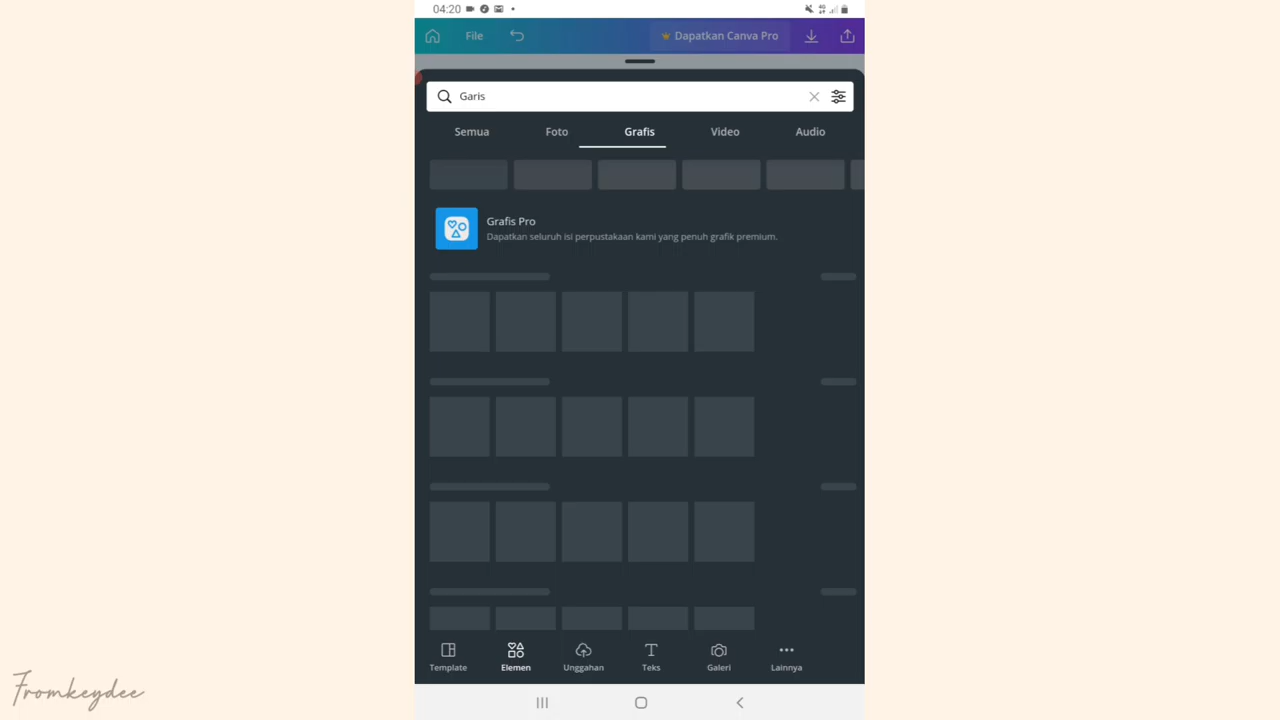 04:20
File
Dapatkan Canva Pro
Garis
Semua Foto Grafis Video Audio
Grafis Pro
Dapatkan seluruh isi perpustakaan kami yang penuh grafik premium.
Template Elemen Unggahan Teks Galeri Lainnya
Fromkeydee